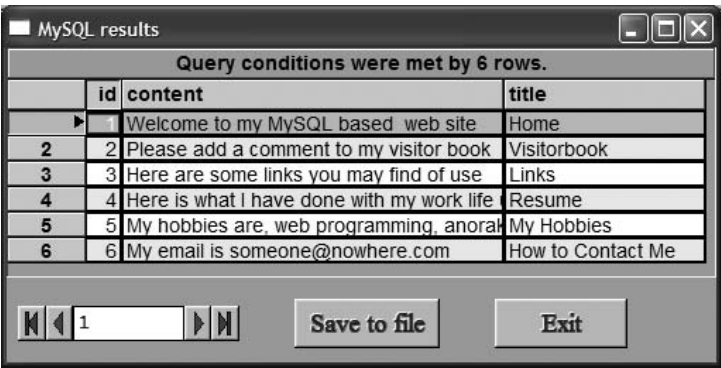 MySQL results
Query conditions were met by 6 rows.
id content title
1 Welcome to my MySQL based web site Home
2 2 Please add a comment to my visitor book Visitorbook
3 3 Here are some links you may find of use Links
4 4 Here is what I have done with my work life Resume
5 5 My hobbies are, web programming, anorak My Hobbies
6 6 My email is someone@nowhere.com How to Contact Me
1 Save to file Exit